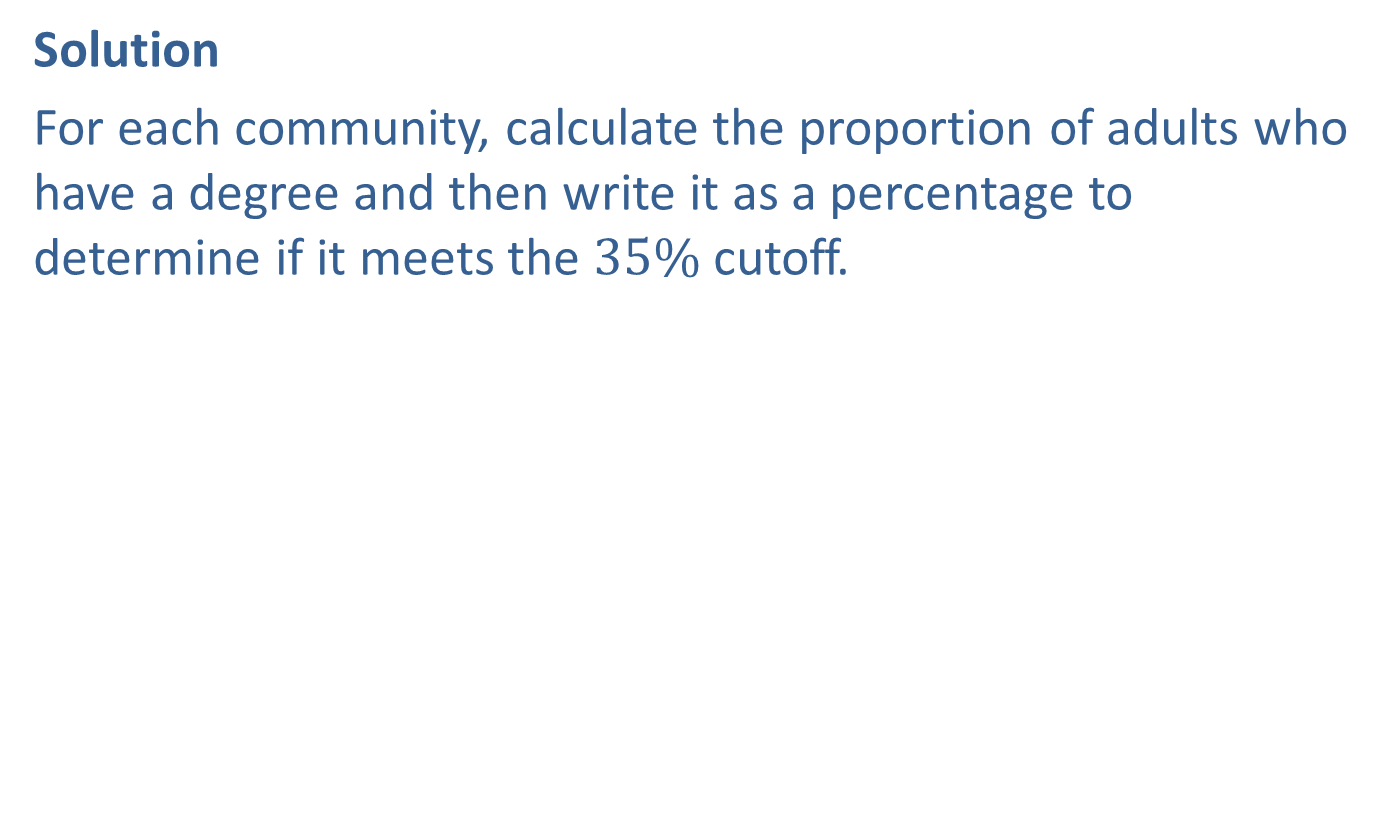 Solution
For each community, calculate the proportion of adults who
have a degree and then write it as a percentage to
determine if it meets the 35% cutoff.